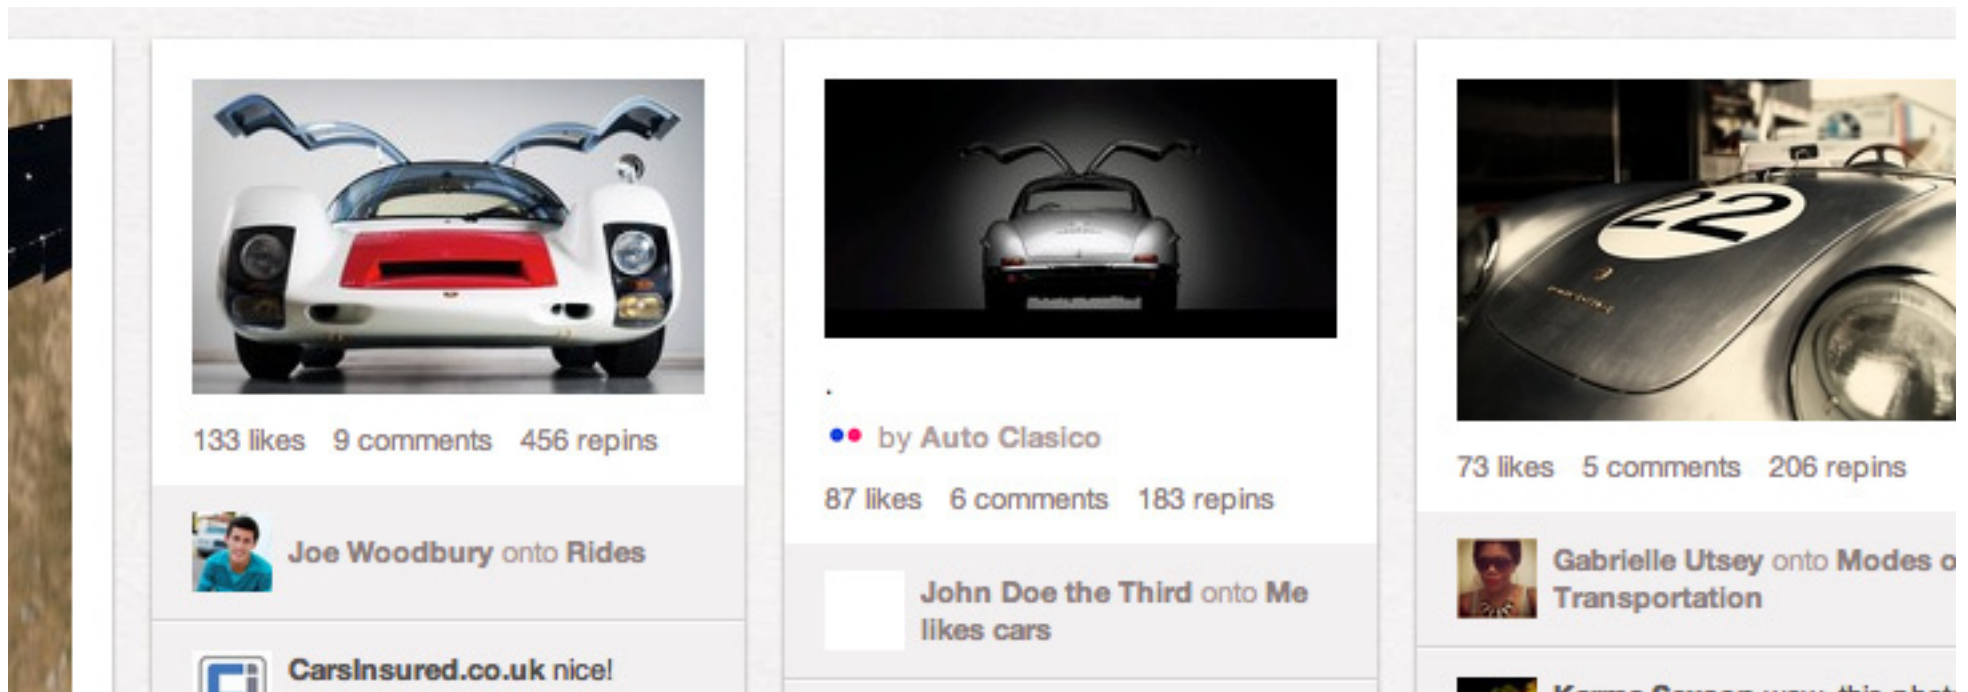 133 likes 9 comments 456 repins
Joe Woodbury onto Rides
CarsInsured.co.uk nice!
.
by Auto Clasico
87 likes 6 comments 183 repins
John Doe the Third onto Me
likes cars
22
73 likes 5 comments 206 repins
Gabrielle Utsey onto Modes o
Transportation